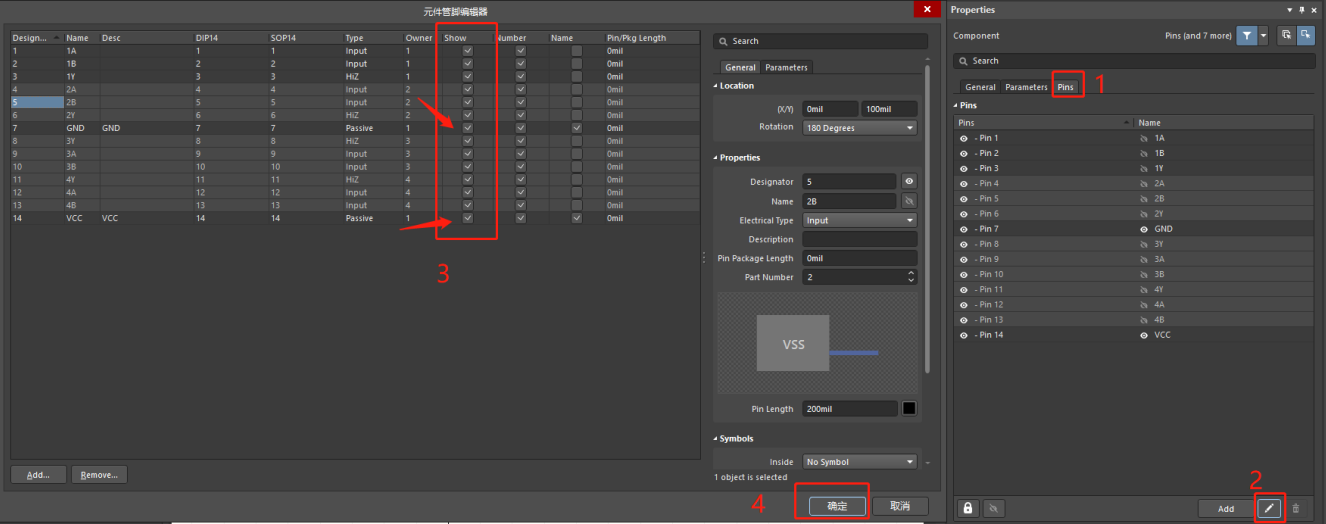 元件管脚编辑器
Desig... Name Desc DIP14 SOP14 Type Owner Show Number Name Pin/Pkg Length
1 1A 1 1 Input 1 0mil
2 1B 2 2 Input 1 0mil
3 1Y 3 3 HiZ 1 0mil
4 2A 4 4 Input 2 0mil
5 2B 5 5 Input 2 0mil
6 2Y 6 6 HiZ 2 0mil
7 GND GND 7 7 Passive 1 0mil
8 3Y 8 8 HiZ 3 0mil
9 3A 9 9 Input 3 0mil
10 3B 10 10 Input 3 0mil
11 4Y 11 11 HiZ 4 0mil
12 4A 12 12 Input 4 0mil
13 4B 13 13 Input 4 0mil
14 VCC VCC 14 14 Passive 1 0mil
3
Add...
Remove...
Search
General Parameters
Location
(X/Y) 0mil 100mil
Rotation 180 Degrees
Properties
Designator 5
Name 2B
Electrical Type Input
Description
Pin Package Length 0mil
Part Number 2
VSS
Pin Length 200mil
Symbols
Inside No Symbol
1 object is selected
4
确定
取消
Properties
Component Pins (and 7 more)
Search
General Parameters Pins
1
Pins
Pins Name
- Pin 1 1A
- Pin 2 1B
- Pin 3 1Y
- Pin 4 2A
- Pin 5 2B
- Pin 6 2Y
- Pin 7 GND
- Pin 8 3Y
- Pin 9 3A
- Pin 10 3B
- Pin 11 4Y
- Pin 12 4A
- Pin 13 4B
- Pin 14 VCC
2
Add